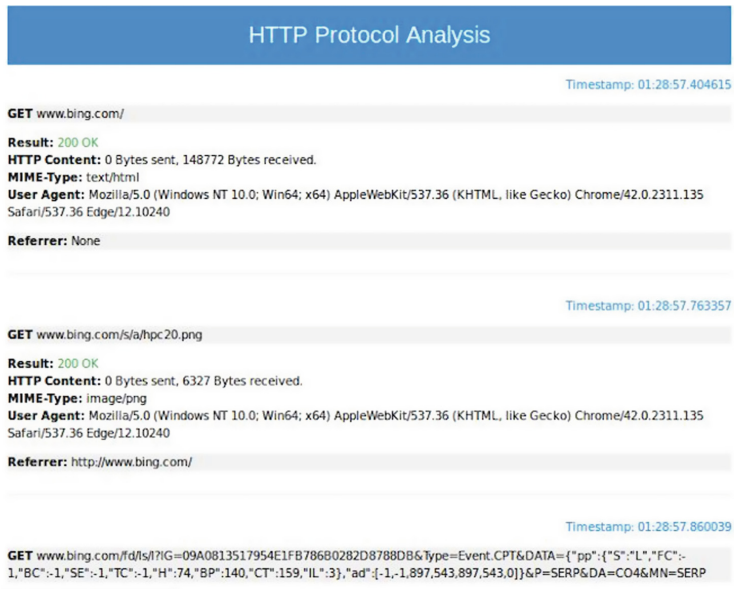 HTTP Protocol Analysis
Timestamp: 01:28:57.404615
GET www.bing.com/
Result: 200 OK
HTTP Content: 0 Bytes sent, 148772 Bytes received.
MIME-Type: text/html
User Agent: Mozilla/5.0 (Windows NT 10.0; Win64; x64) AppleWebKit/537.36 (KHTML, like Gecko) Chrome/42.0.2311.135
Safari/537.36 Edge/12.10240
Referrer: None
Timestamp: 01:28:57.763357
GET www.bing.com/s/a/hpc20.png
Result: 200 OK
HTTP Content: 0 Bytes sent, 6327 Bytes received.
MIME-Type: image/png
User Agent: Mozilla/5.0 (Windows NT 10.0; Win64; x64) AppleWebKit/537.36 (KHTML, like Gecko) Chrome/42.0.2311.135
Safari/537.36 Edge/12.10240
Referrer: http://www.bing.com/
Timestamp: 01:28:57.860039
GET www.bing.com/fd/ls/l?IG=09A0813517954E1FB786B0282D8788DB&Type=Event.CPT&DATA={"pp":{"S":"L","FC":-
1,"BC":-1,"SE":-1,"TC":-1,"H":74,"BP":140,"CT":159,"IL":3},"ad":[-1,-1,897,543,897,543,0]}&P=SERP&DA=CO4&MN=SERP